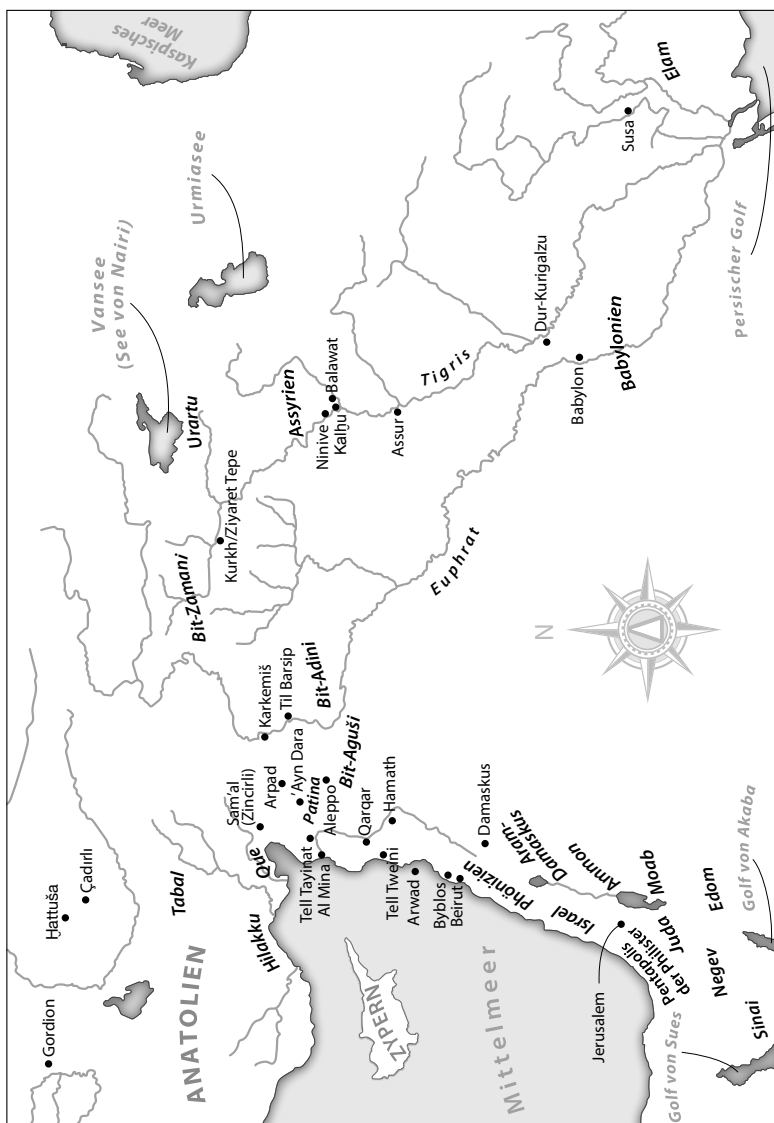 Kaspisches
Meer
Urmiasee
Vansee
(See von Nairi)
Urartu
Elam
Susa
Persischer Golf
Dur-Kurigalzu
Babylonien
Babylon
Tigris
Assyrien
Balawat
Ninive
Kalḫu
Assur
Kurkh/Ziyaret Tepe
Bit-Zamani
Euphrat
N
Karkemiš
Til Barsip
Bit-Adini
Sam’al
(Zincirli)
Arpad
’Ayn Dara
Patina
Aleppo
Bit-Aguši
Qarqar
Hamath
Damaskus
Ḫattuša
Çadırlı
Tabal
Que
Tell Tayinat
Al Mina
Tell Tweini
Arwad
Byblos
Beirut
Phönizien
Aram-
Damaskus
Ammon
Israel
Moab
Juda
Edom
Golf von Akaba
Gordion
ANATOLIEN
Hilakku
ZYPERN
Mittelmeer
Jerusalem
Pentapolis
der Philister
Negev
Sinai
Golf von Sues